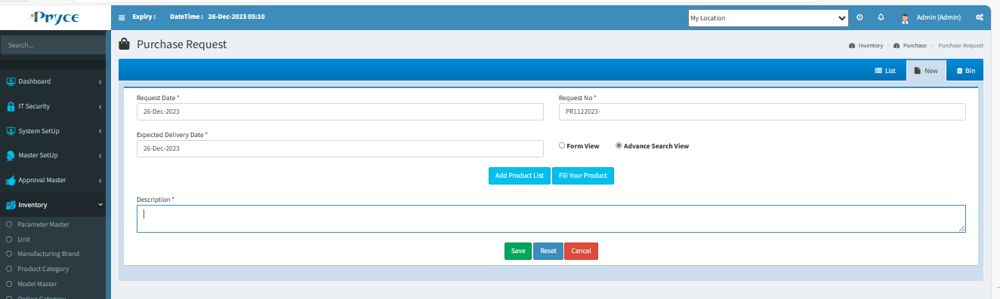 Pryce
Expiry :
DateTime : 26-Dec-2023 05:10
My Location
Admin (Admin)
Search...
Purchase Request
Inventory
Purchase
Purchase Request
List
New
Bin
Dashboard
IT Security
System SetUp
Master SetUp
Approval Master
Inventory
Parameter Master
Unit
Manufacturing Brand
Product Category
Model Master
Option Category
Request Date *
26-Dec-2023
Request No *
PR1122023-
Expected Delivery Date *
26-Dec-2023
Form View
Advance Search View
Add Product List
Fill Your Product
Description *
Save
Reset
Cancel